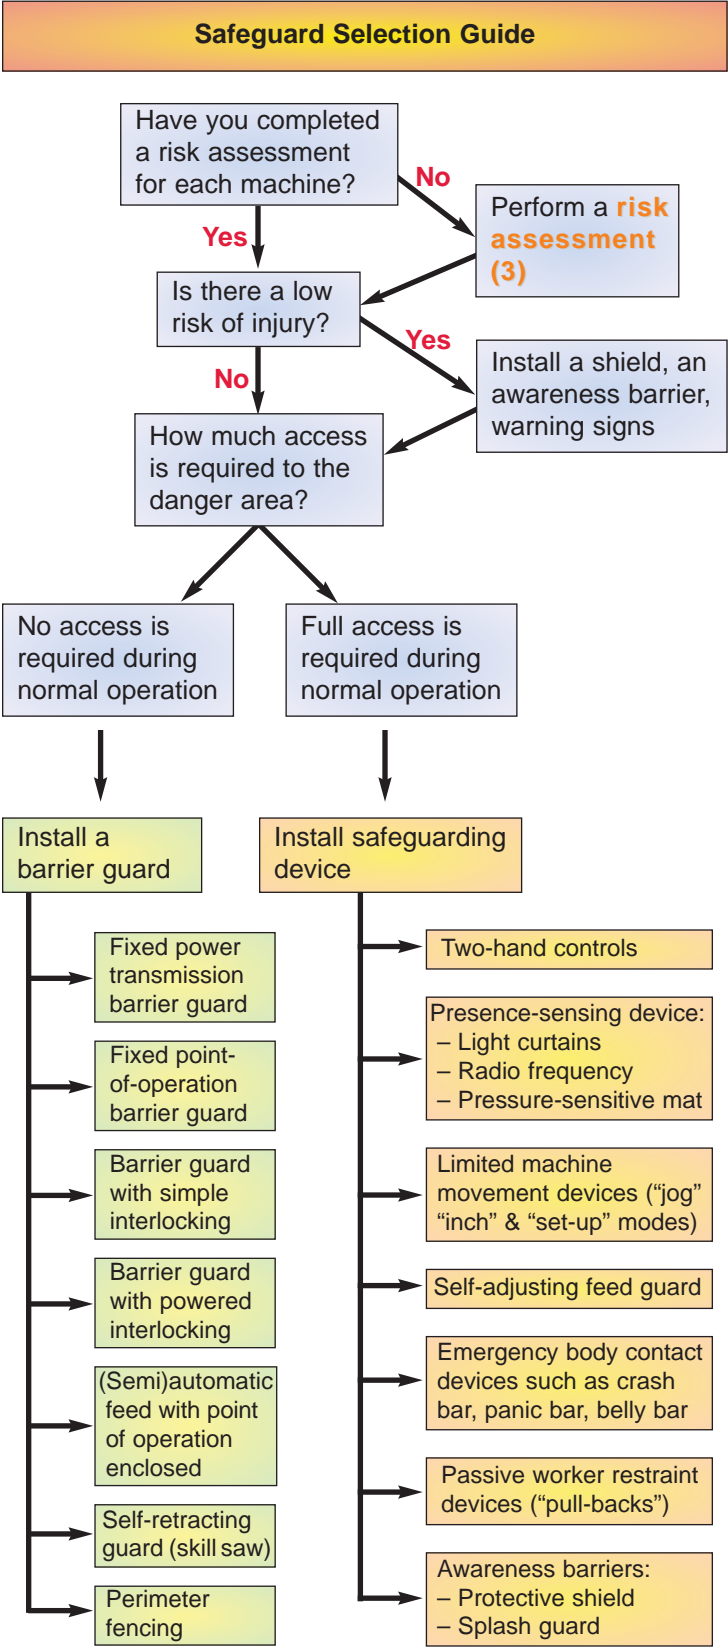 Safeguard Selection Guide
Have you completed
a risk assessment
for each machine?
No
Yes
Perform a risk
assessment
(3)
Is there a low
risk of injury?
Yes
No
Install a shield, an
awareness barrier,
warning signs
How much access
is required to the
danger area?
No access is
required during
normal operation
Full access is
required during
normal operation
Install a
barrier guard
Fixed power
transmission
barrier guard
Fixed point-
of-operation
barrier guard
Barrier guard
with simple
interlocking
Barrier guard
with powered
interlocking
(Semi)automatic
feed with point
of operation
enclosed
Self-retracting
guard (skill saw)
Perimeter
fencing
Install safeguarding
device
Two-hand controls
Presence-sensing device:
– Light curtains
– Radio frequency
– Pressure-sensitive mat
Limited machine
movement devices (“jog”
“inch” & “set-up” modes)
Self-adjusting feed guard
Emergency body contact
devices such as crash
bar, panic bar, belly bar
Passive worker restraint
devices (“pull-backs”)
Awareness barriers:
– Protective shield
– Splash guard